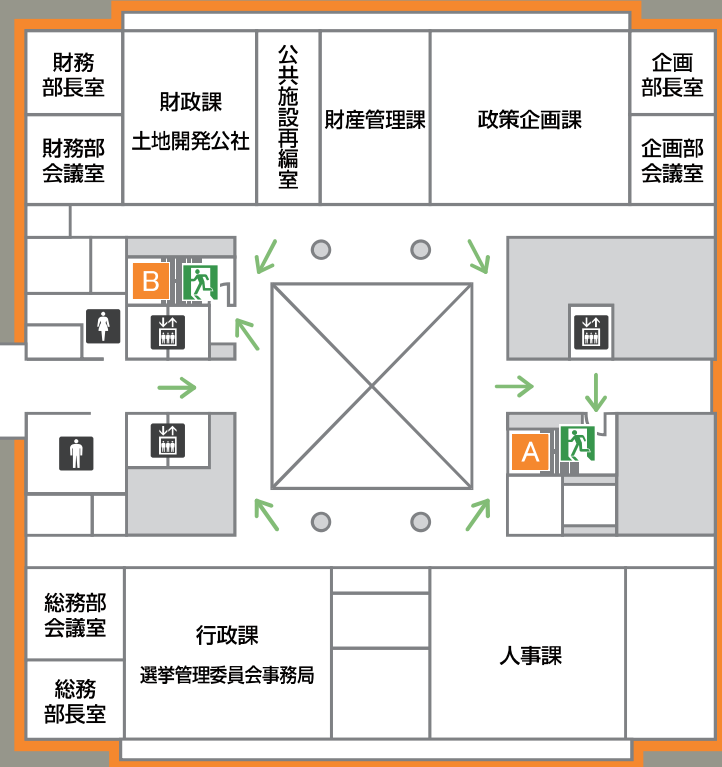 財務
部長室
財務部
会議室
財政課
土地開発公社
公共施設再編室
財産管理課
政策企画課
企画
部長室
企画部
会議室
B
A
総務部
会議室
総務
部長室
行政課
選挙管理委員会事務局
人事課